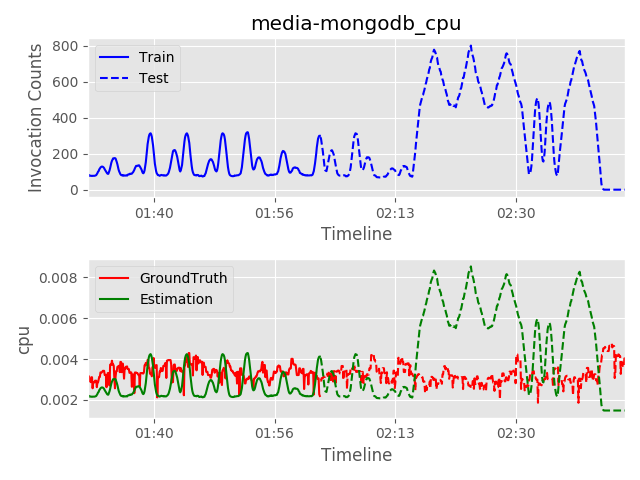 media-mongodb_cpu
Invocation Counts
800
600
400
200
0
Train
Test
01:40
01:56
02:13
02:30
Timeline
cpu
0.008
0.006
0.004
0.002
GroundTruth
Estimation
01:40
01:56
02:13
02:30
Timeline